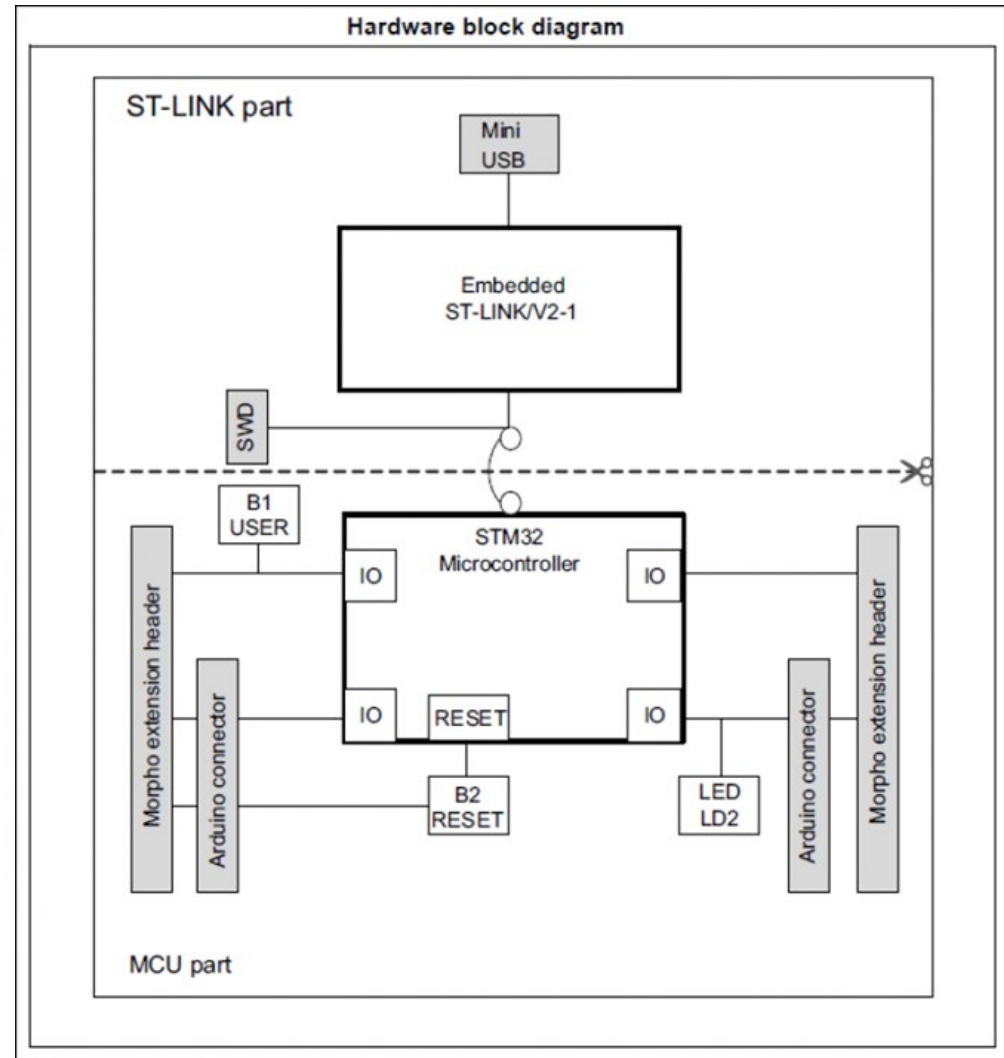 Hardware block diagram
ST-LINK part
Mini
USB
Embedded
ST-LINK/V2-1
SWD
B1
USER
STM32
Microcontroller
IO
IO
Morpho extension header
Arduino connector
IO
RESET
IO
Arduino connector
Morpho extension header
B2
RESET
LED
LD2
MCU part